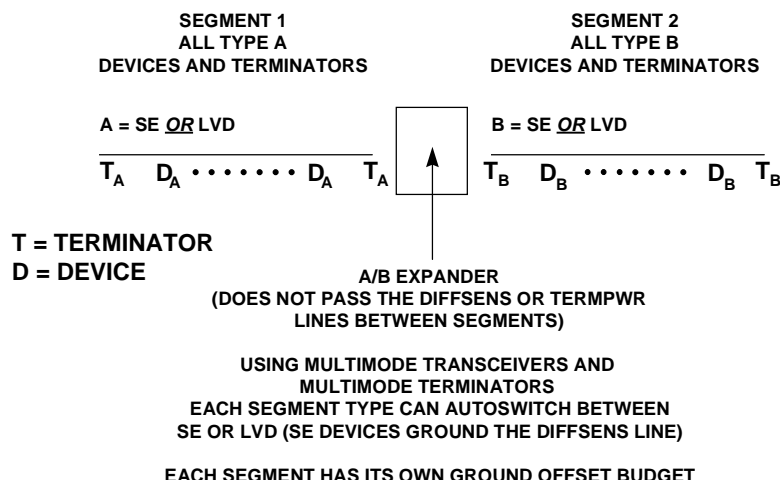 SEGMENT 1
ALL TYPE A
DEVICES AND TERMINATORS
SEGMENT 2
ALL TYPE B
DEVICES AND TERMINATORS
A = SE OR LVD
B = SE OR LVD
TA DA ······· DA TA
TB DB ······· DB TB
T = TERMINATOR
D = DEVICE
A/B EXPANDER
(DOES NOT PASS THE DIFFSENS OR TERMPWR
LINES BETWEEN SEGMENTS)
USING MULTIMODE TRANSCEIVERS AND
MULTIMODE TERMINATORS
EACH SEGMENT TYPE CAN AUTOSWITCH BETWEEN
SE OR LVD (SE DEVICES GROUND THE DIFFSENS LINE)
EACH SEGMENT HAS ITS OWN GROUND OFFSET BUDGET